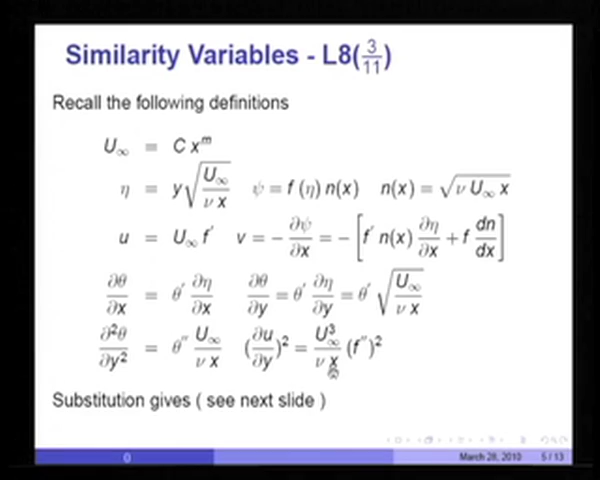 Similarity Variables - L8(3/11)
Recall the following definitions
U∞ = C x^m
η = y√(U∞/(ν x)) ψ = f (η) n(x) n(x) = √(ν U∞ x)
u = U∞ f′ v = − ∂ψ/∂x = − [f′ n(x) ∂η/∂x + f dn/dx]
∂θ/∂x = θ′ ∂η/∂x ∂θ/∂y = θ′ ∂η/∂y = θ′ √(U∞/(ν x))
∂²θ/∂y² = θ″ U∞/(ν x) (∂u/∂y)² = U∞³/(ν x) (f″)²
Substitution gives ( see next slide )
() March 28, 2010 5 / 13